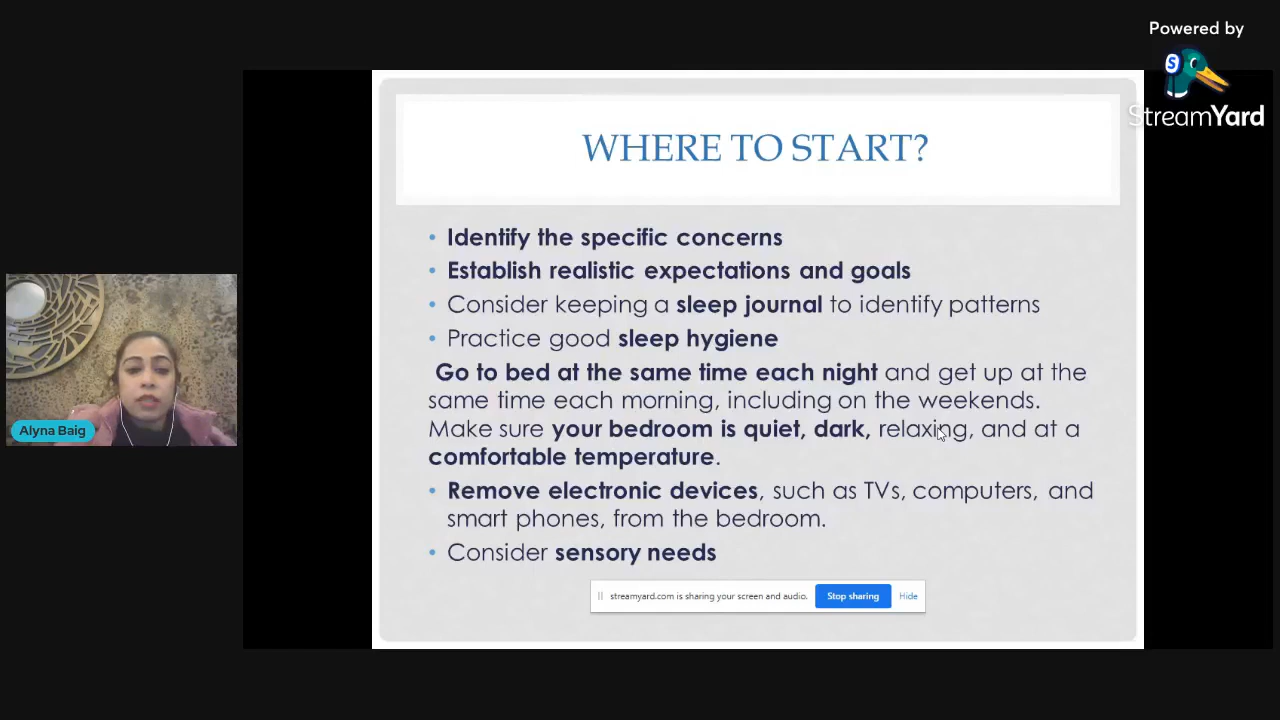 Powered by
S
StreamYard
WHERE TO START?
• Identify the specific concerns
• Establish realistic expectations and goals
• Consider keeping a sleep journal to identify patterns
• Practice good sleep hygiene
Go to bed at the same time each night and get up at the
same time each morning, including on the weekends.
Make sure your bedroom is quiet, dark, relaxing, and at a
comfortable temperature.
• Remove electronic devices, such as TVs, computers, and
smart phones, from the bedroom.
• Consider sensory needs
Alyna Baig
streamyard.com is sharing your screen and audio. Stop sharing Hide